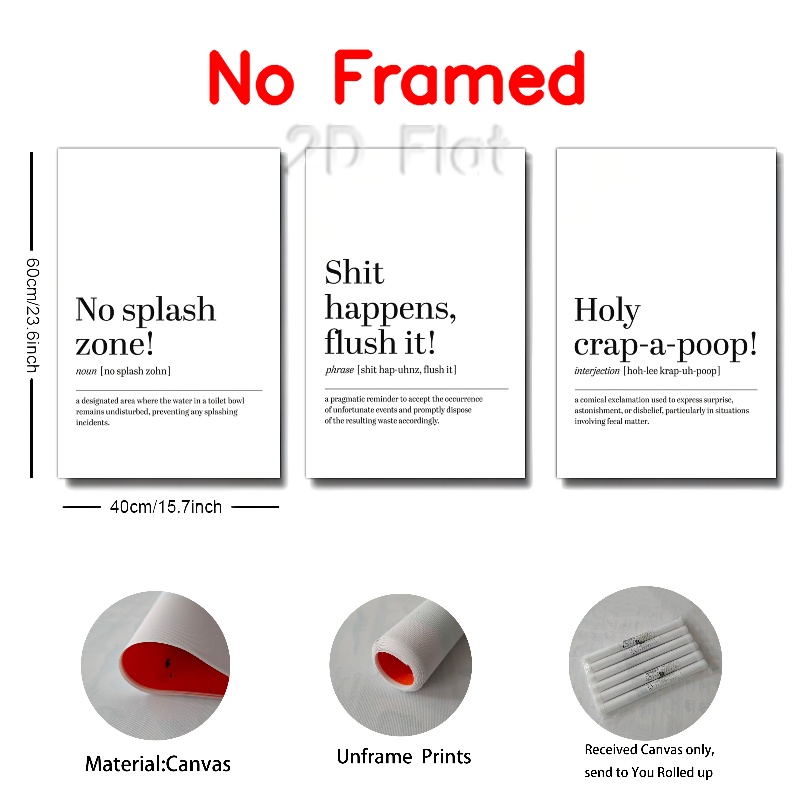 No Framed
2D Flat
60cm/23.6inch
No splash
zone!
noun [no splash zohn]
a designated area where the water in a toilet bowl
remains undisturbed, preventing any splashing
incidents.
Shit
happens,
flush it!
phrase [shit hap-uhnz, flush it]
a pragmatic reminder to accept the occurrence
of unfortunate events and promptly dispose
of the resulting waste accordingly.
Holy
crap-a-poop!
interjection [hoh-lee krap-uh-poop]
a comical exclamation used to express surprise,
astonishment, or disbelief, particularly in situations
involving fecal matter.
40cm/15.7inch
Material:Canvas
Unframe Prints
Received Canvas only,
send to You Rolled up